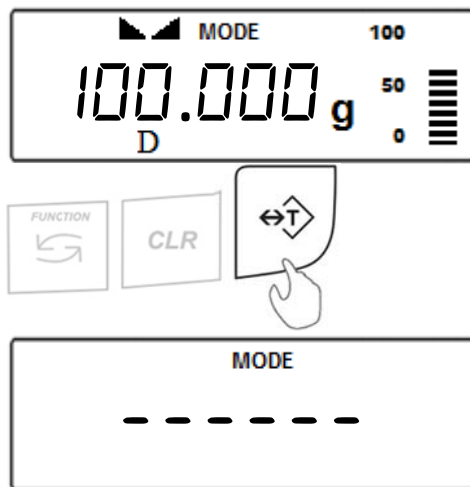 MODE 100
100.000 g 50
D 0
FUNCTION
CLR
T
MODE
------